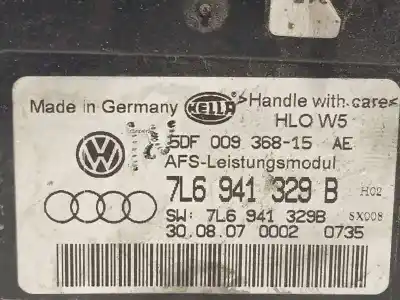 Made in Germany HELLA >Handle with care<
HLO W5
5DF 009 368-15 AE
AFS-Leistungsmodul
7L6 941 329 B H02
SW: 7L6 941 329B SX008
30.08.07 0002 0735